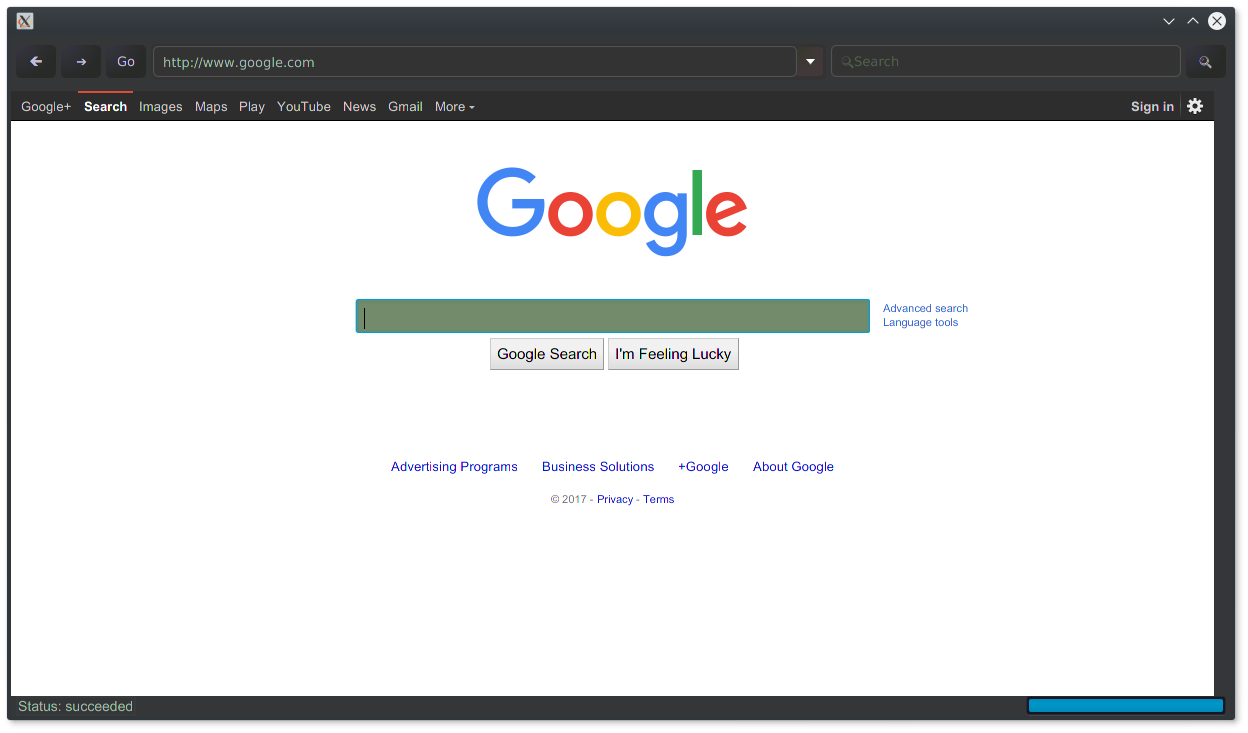 Go
http://www.google.com
Search
Google+ Search Images Maps Play YouTube News Gmail More
Sign in
Google
Advanced search
Language tools
Google Search
I'm Feeling Lucky
Advertising Programs Business Solutions +Google About Google
© 2017 - Privacy - Terms
Status: succeeded